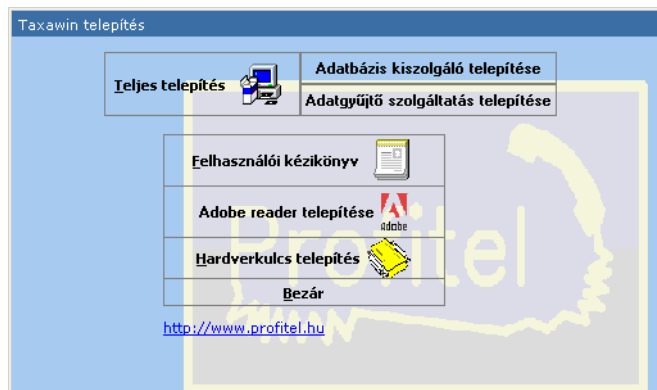 Taxawin telepítés
Teljes telepítés
Adatbázis kiszolgáló telepítése
Adatgyűjtő szolgáltatás telepítése
Felhasználói kézikönyv
Adobe reader telepítése
Adobe
Hardverkulcs telepítés
Bezár
http://www.profitel.hu
Profitel